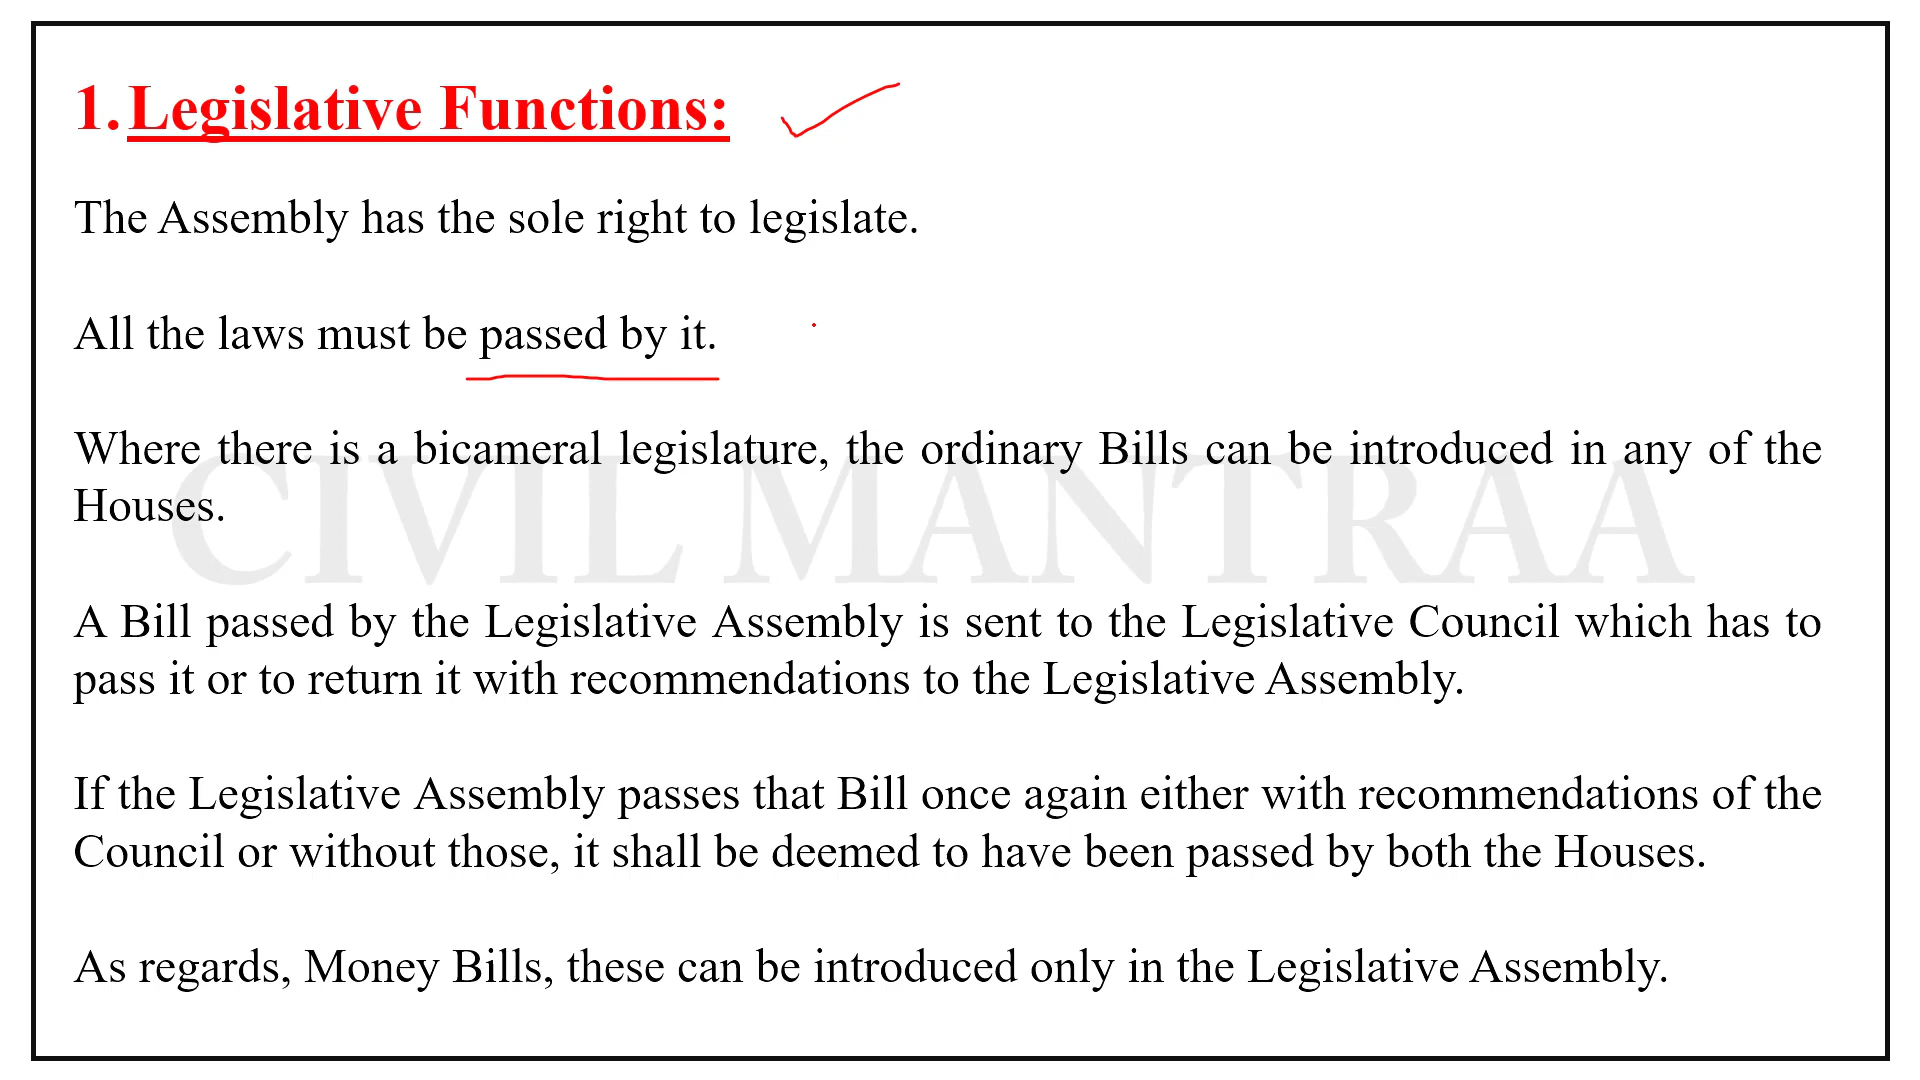 1. Legislative Functions:
The Assembly has the sole right to legislate.
All the laws must be passed by it.
Where there is a bicameral legislature, the ordinary Bills can be introduced in any of the
Houses.
CIVIL MANTRAA
A Bill passed by the Legislative Assembly is sent to the Legislative Council which has to
pass it or to return it with recommendations to the Legislative Assembly.
If the Legislative Assembly passes that Bill once again either with recommendations of the
Council or without those, it shall be deemed to have been passed by both the Houses.
As regards, Money Bills, these can be introduced only in the Legislative Assembly.